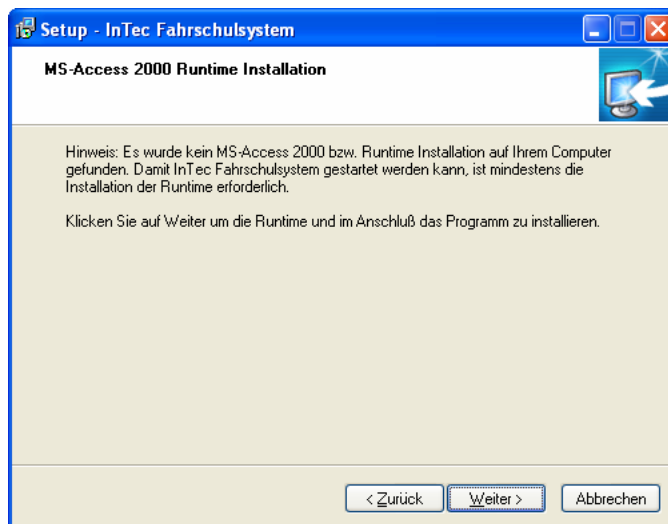 Setup - InTec Fahrschulsystem
MS-Access 2000 Runtime Installation
Hinweis: Es wurde kein MS-Access 2000 bzw. Runtime Installation auf Ihrem Computer
gefunden. Damit InTec Fahrschulsystem gestartet werden kann, ist mindestens die
Installation der Runtime erforderlich.
Klicken Sie auf Weiter um die Runtime und im Anschluß das Programm zu installieren.
< Zurück Weiter > Abbrechen